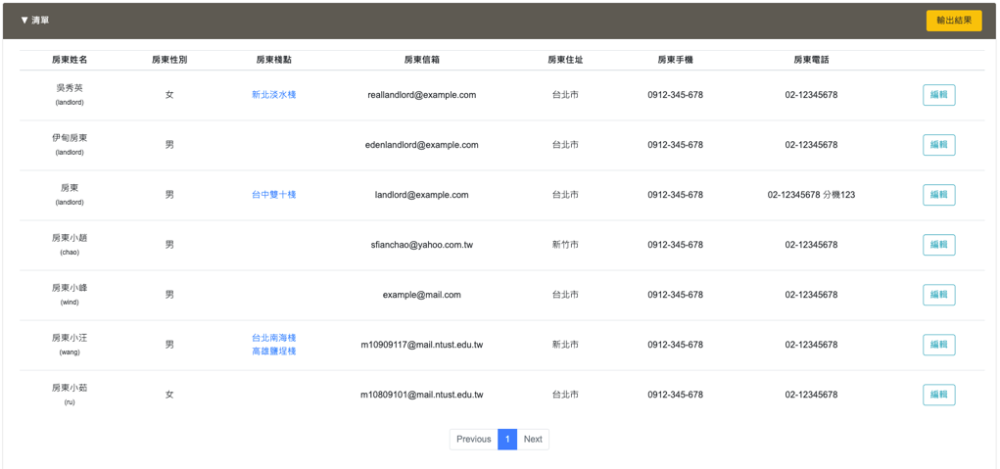 ▼ 清單
輸出結果
房東姓名 房東性別 房東棧點 房東信箱 房東住址 房東手機 房東電話
吳秀英
(landlord)
女 新北淡水棧 reallandlord@example.com 台北市 0912-345-678 02-12345678 編輯
伊甸房東
(landlord)
男 edenlandlord@example.com 台北市 0912-345-678 02-12345678 編輯
房東
(landlord)
男 台中雙十棧 landlord@example.com 台北市 0912-345-678 02-12345678 分機123 編輯
房東小趙
(chao)
男 sfianchao@yahoo.com.tw 新竹市 0912-345-678 02-12345678 編輯
房東小峰
(wind)
男 example@mail.com 台北市 0912-345-678 02-12345678 編輯
房東小汪
(wang)
男 台北南海棧
高雄鹽埕棧
m10909117@mail.ntust.edu.tw 新北市 0912-345-678 02-12345678 編輯
房東小茹
(ru)
女 m10809101@mail.ntust.edu.tw 台北市 0912-345-678 02-12345678 編輯
Previous 1 Next